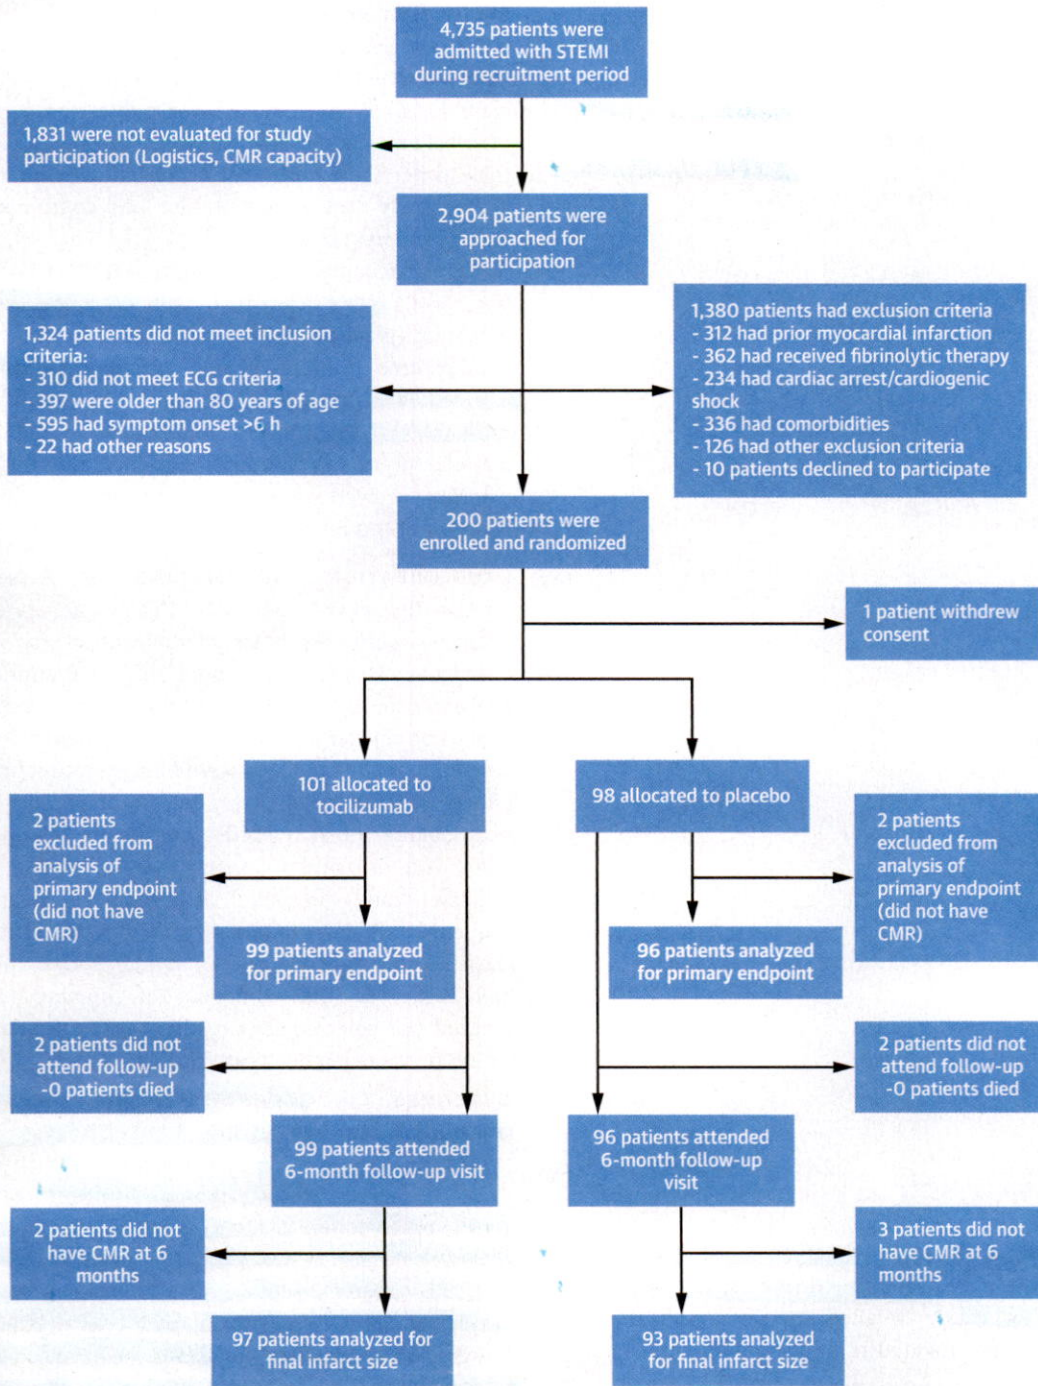 4,735 patients were
admitted with STEMI
during recruitment period
1,831 were not evaluated for study
participation (Logistics, CMR capacity)
2,904 patients were
approached for
participation
1,324 patients did not meet inclusion
criteria:
- 310 did not meet ECG criteria
- 397 were older than 80 years of age
- 595 had symptom onset >6 h
- 22 had other reasons
1,380 patients had exclusion criteria
- 312 had prior myocardial infarction
- 362 had received fibrinolytic therapy
- 234 had cardiac arrest/cardiogenic
shock
- 336 had comorbidities
- 126 had other exclusion criteria
- 10 patients declined to participate
200 patients were
enrolled and randomized
1 patient withdrew
consent
101 allocated to
tocilizumab
98 allocated to placebo
2 patients
excluded from
analysis of
primary endpoint
(did not have
CMR)
2 patients
excluded from
analysis of
primary endpoint
(did not have
CMR)
99 patients analyzed
for primary endpoint
96 patients analyzed
for primary endpoint
2 patients did not
attend follow-up
-0 patients died
2 patients did not
attend follow-up
-0 patients died
99 patients attended
6-month follow-up visit
96 patients attended
6-month follow-up
visit
2 patients did not
have CMR at 6
months
3 patients did not
have CMR at 6
months
97 patients analyzed for
final infarct size
93 patients analyzed
for final infarct size